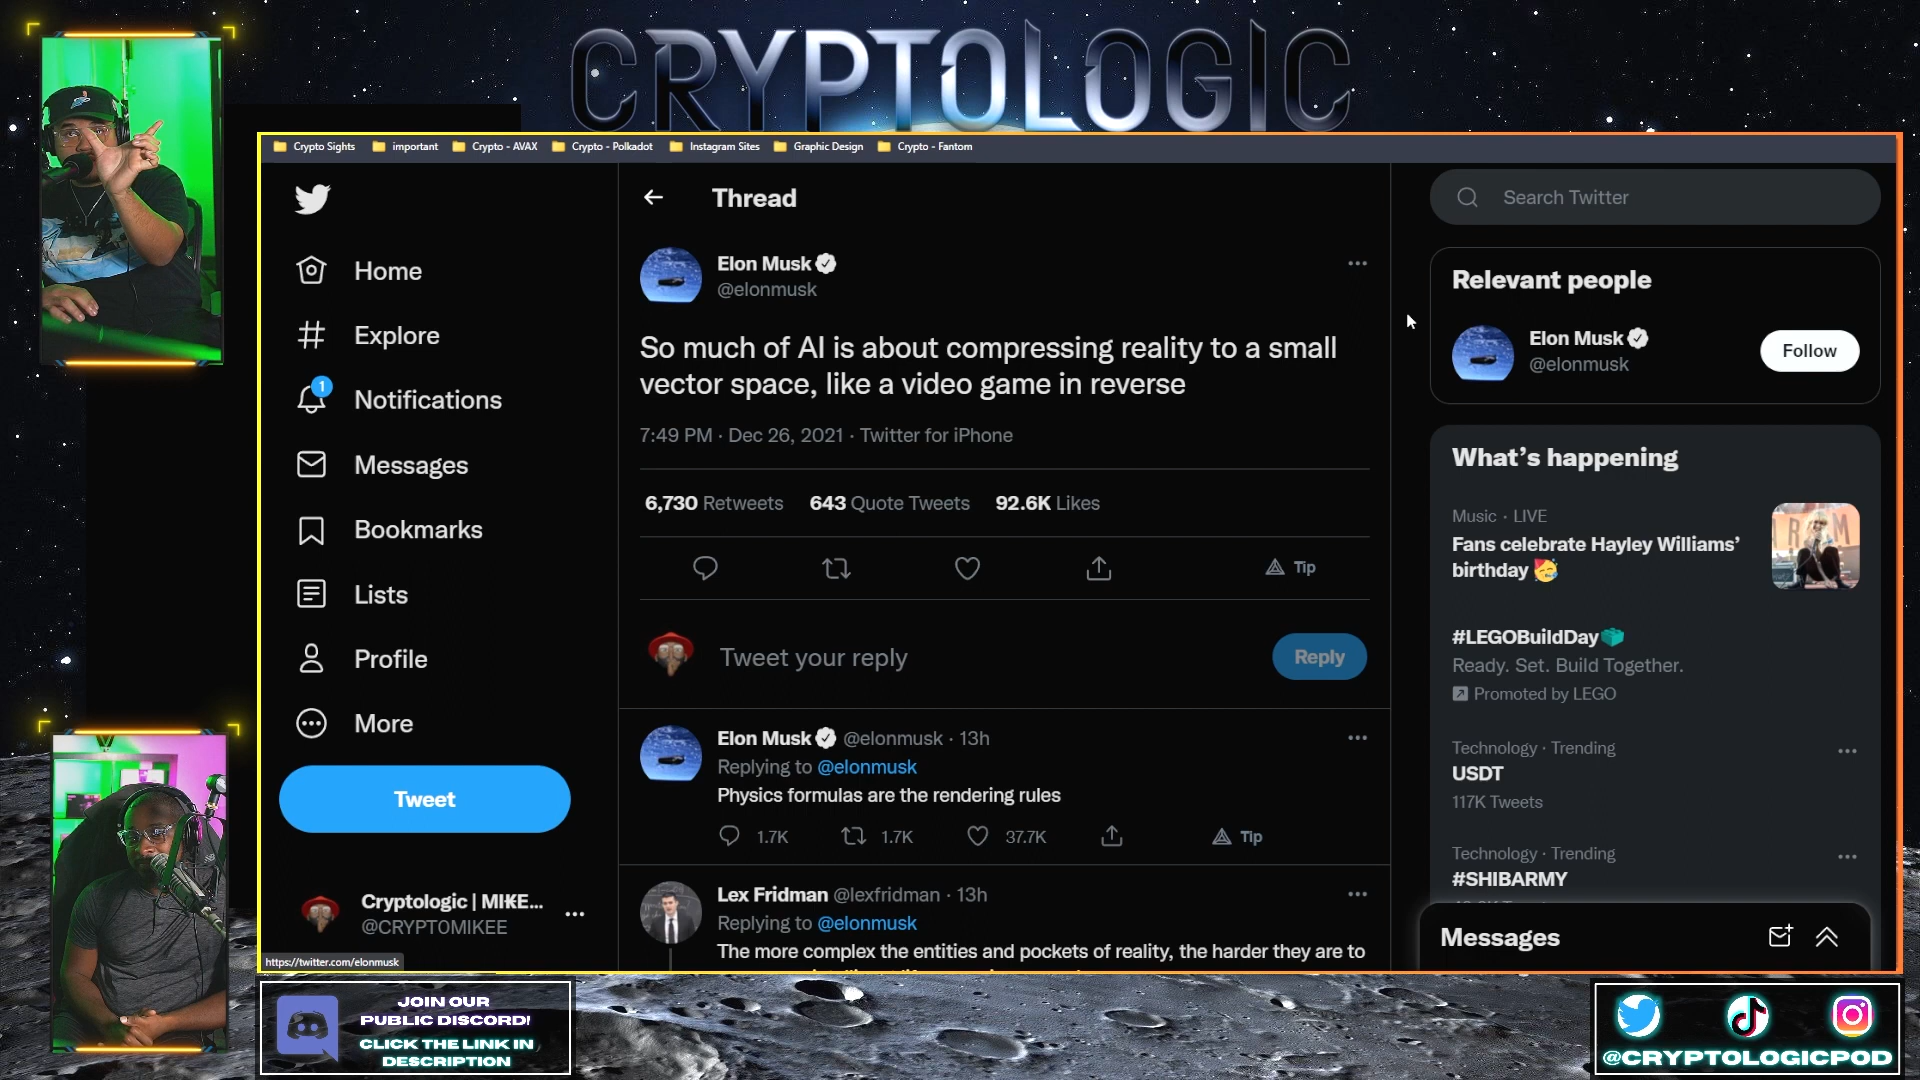 CRYPTOLOGIC
Crypto Sights
important
Crypto - AVAX
Crypto - Polkadot
Instagram Sites
Graphic Design
Crypto - Fantom
Home
Explore
1
Notifications
Messages
Bookmarks
Lists
Profile
More
Tweet
Cryptologic | MIKE...
@CRYPTOMIKEE
https://twitter.com/elonmusk
Thread
Elon Musk
@elonmusk
So much of AI is about compressing reality to a small
vector space, like a video game in reverse
7:49 PM · Dec 26, 2021 · Twitter for iPhone
6,730 Retweets 643 Quote Tweets 92.6K Likes
Tip
Tweet your reply
Reply
Elon Musk @elonmusk · 13h
Replying to @elonmusk
Physics formulas are the rendering rules
1.7K 1.7K 37.7K Tip
Lex Fridman @lexfridman · 13h
Replying to @elonmusk
The more complex the entities and pockets of reality, the harder they are to
Search Twitter
Relevant people
Elon Musk
@elonmusk
Follow
What's happening
Music · LIVE
Fans celebrate Hayley Williams'
birthday
#LEGOBuildDay
Ready. Set. Build Together.
Promoted by LEGO
Technology · Trending
USDT
117K Tweets
Technology · Trending
#SHIBARMY
Messages
JOIN OUR
PUBLIC DISCORD!
CLICK THE LINK IN
DESCRIPTION
@CRYPTOLOGICPOD